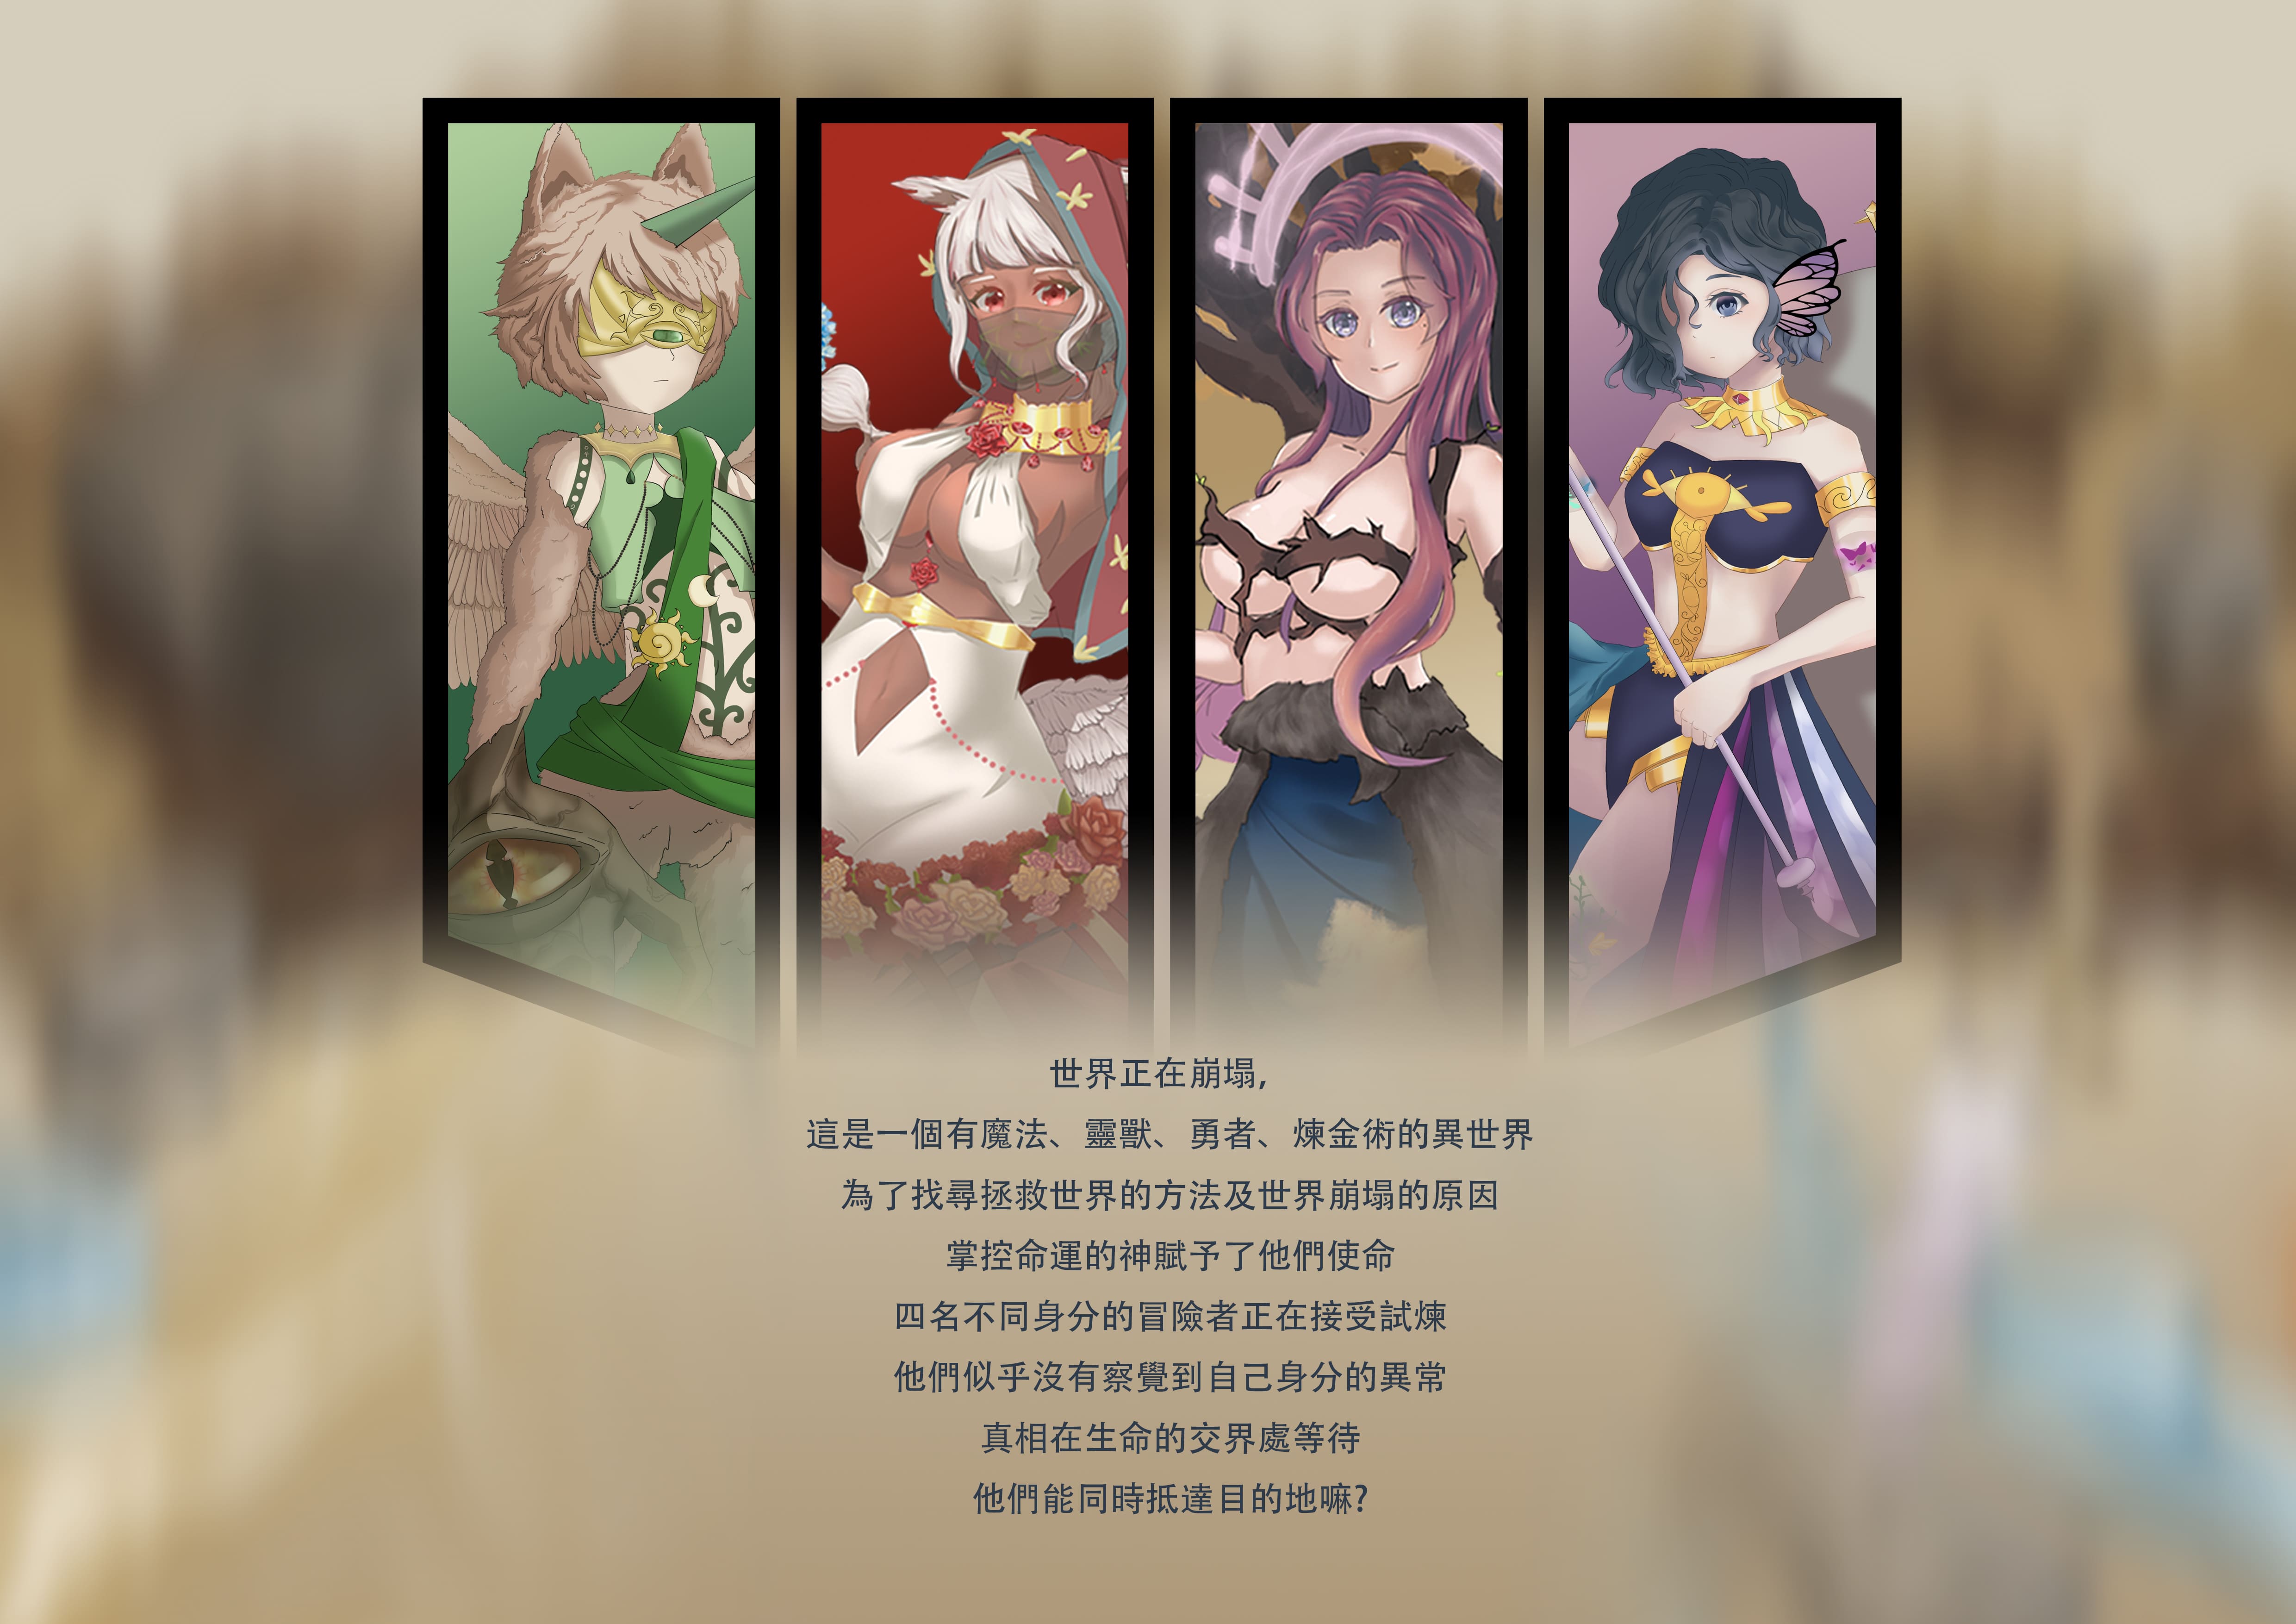 世界正在崩塌,
這是一個有魔法、靈獸、勇者、煉金術的異世界
為了找尋拯救世界的方法及世界崩塌的原因
掌控命運的神賦予了他們使命
四名不同身分的冒險者正在接受試煉
他們似乎沒有察覺到自己身分的異常
真相在生命的交界處等待
他們能同時抵達目的地嘛?